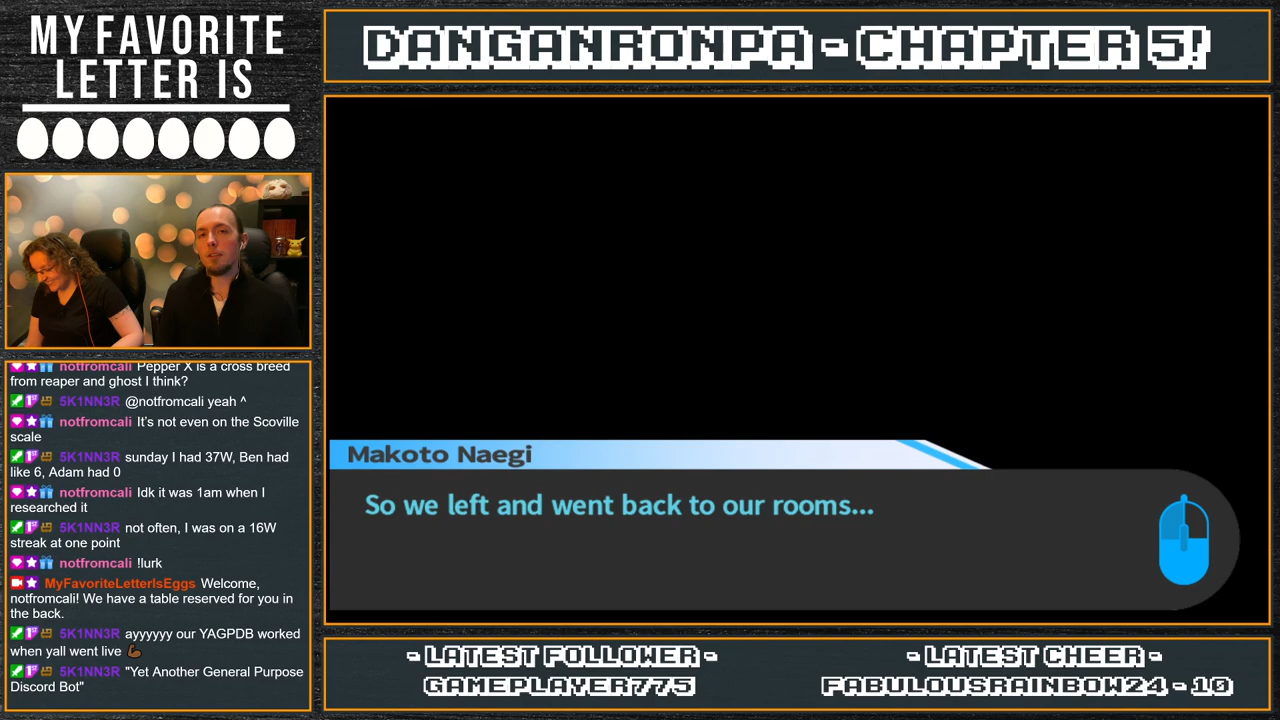 MY FAVORITE
LETTER IS
DANGANRONPA - CHAPTER 5!
notfromcali Pepper X is a cross breed
from reaper and ghost I think?
5K1NN3R @notfromcali yeah ^
notfromcali It's not even on the Scoville
scale
5K1NN3R sunday I had 37W, Ben had
like 6, Adam had 0
notfromcali Idk it was 1am when I
researched it
5K1NN3R not often, I was on a 16W
streak at one point
notfromcali !lurk
MyFavoriteLetterIsEggs Welcome,
notfromcali! We have a table reserved for you in
the back.
5K1NN3R ayyyyyy our YAGPDB worked
when yall went live 💪🏾
5K1NN3R "Yet Another General Purpose
Discord Bot"
Makoto Naegi
So we left and went back to our rooms...
- LATEST FOLLOWER -
GAMEPLAYER775
- LATEST CHEER -
FABULOUSRAINBOW24 - 10